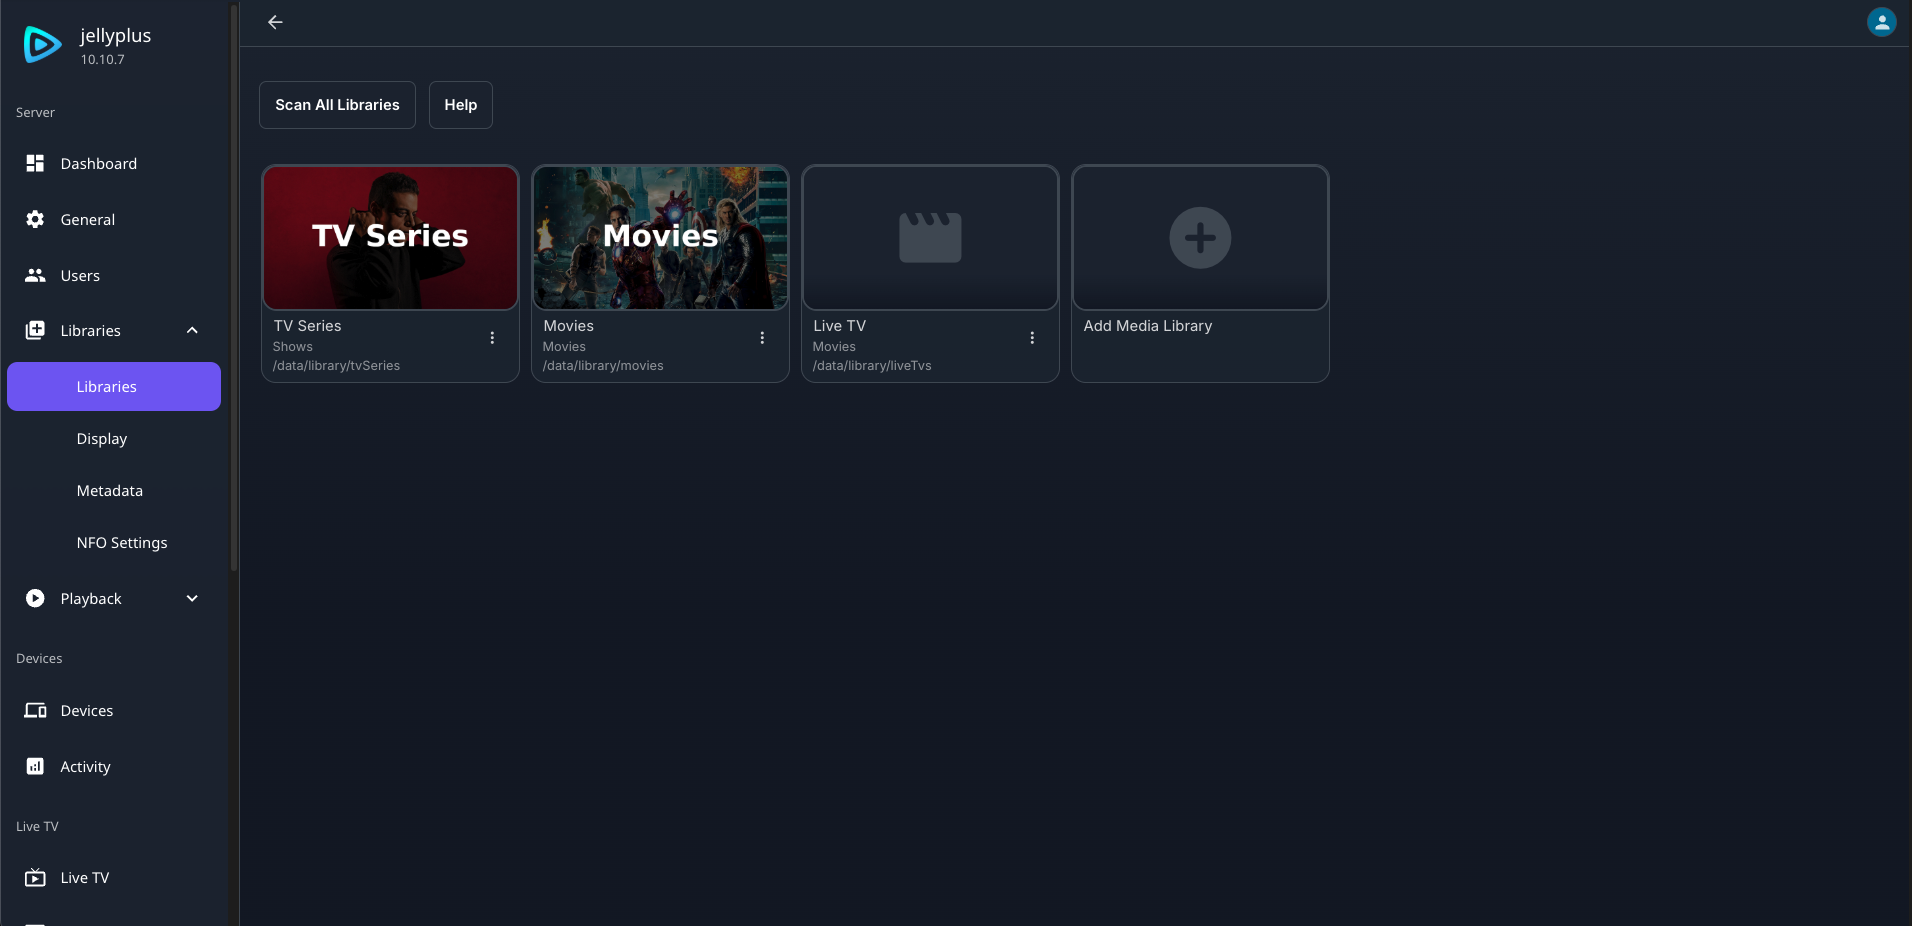 jellyplus
10.10.7
Server
Dashboard
General
Users
Libraries
Libraries
Display
Metadata
NFO Settings
Playback
Devices
Devices
Activity
Live TV
Live TV
Scan All Libraries
Help
TV Series
TV Series
Shows
/data/library/tvSeries
Movies
Movies
Movies
/data/library/movies
Live TV
Movies
/data/library/liveTvs
Add Media Library